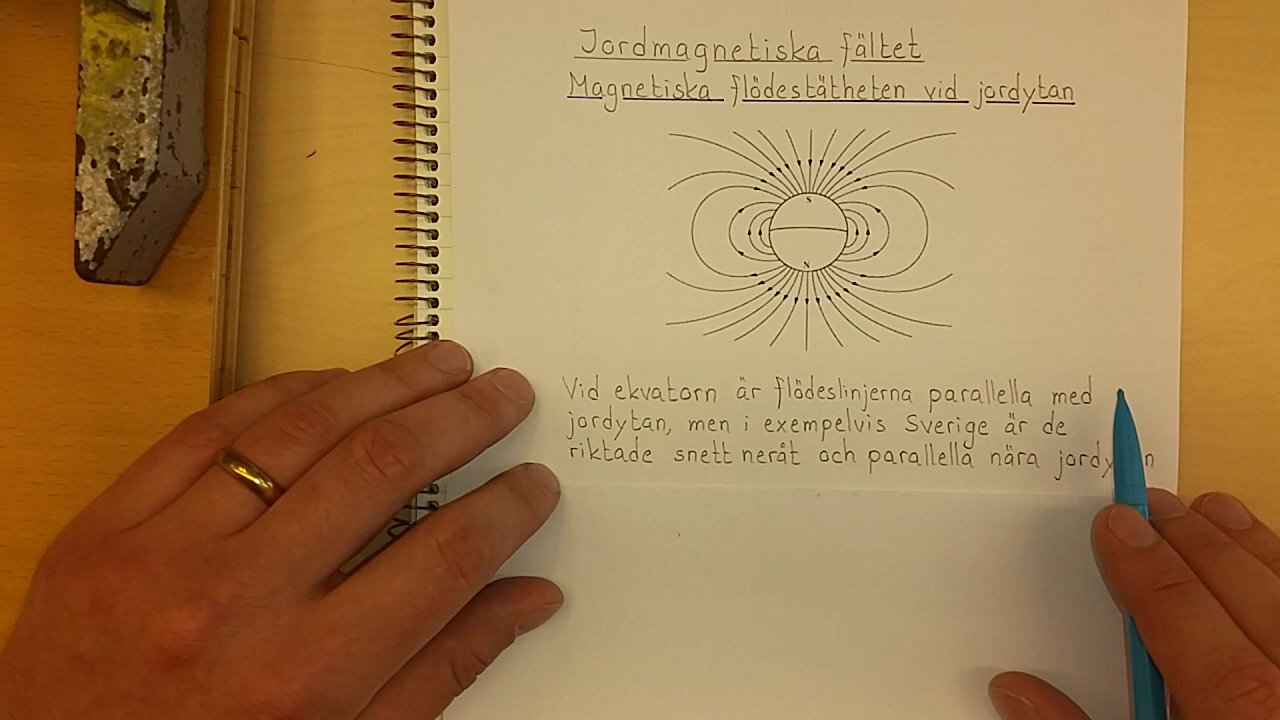 Jordmagnetiska fältet
Magnetiska flödestätheten vid jordytan
S
N
Vid ekvatorn är flödeslinjerna parallella med
jordytan, men i exempelvis Sverige är de
riktade snett neråt och parallella nära